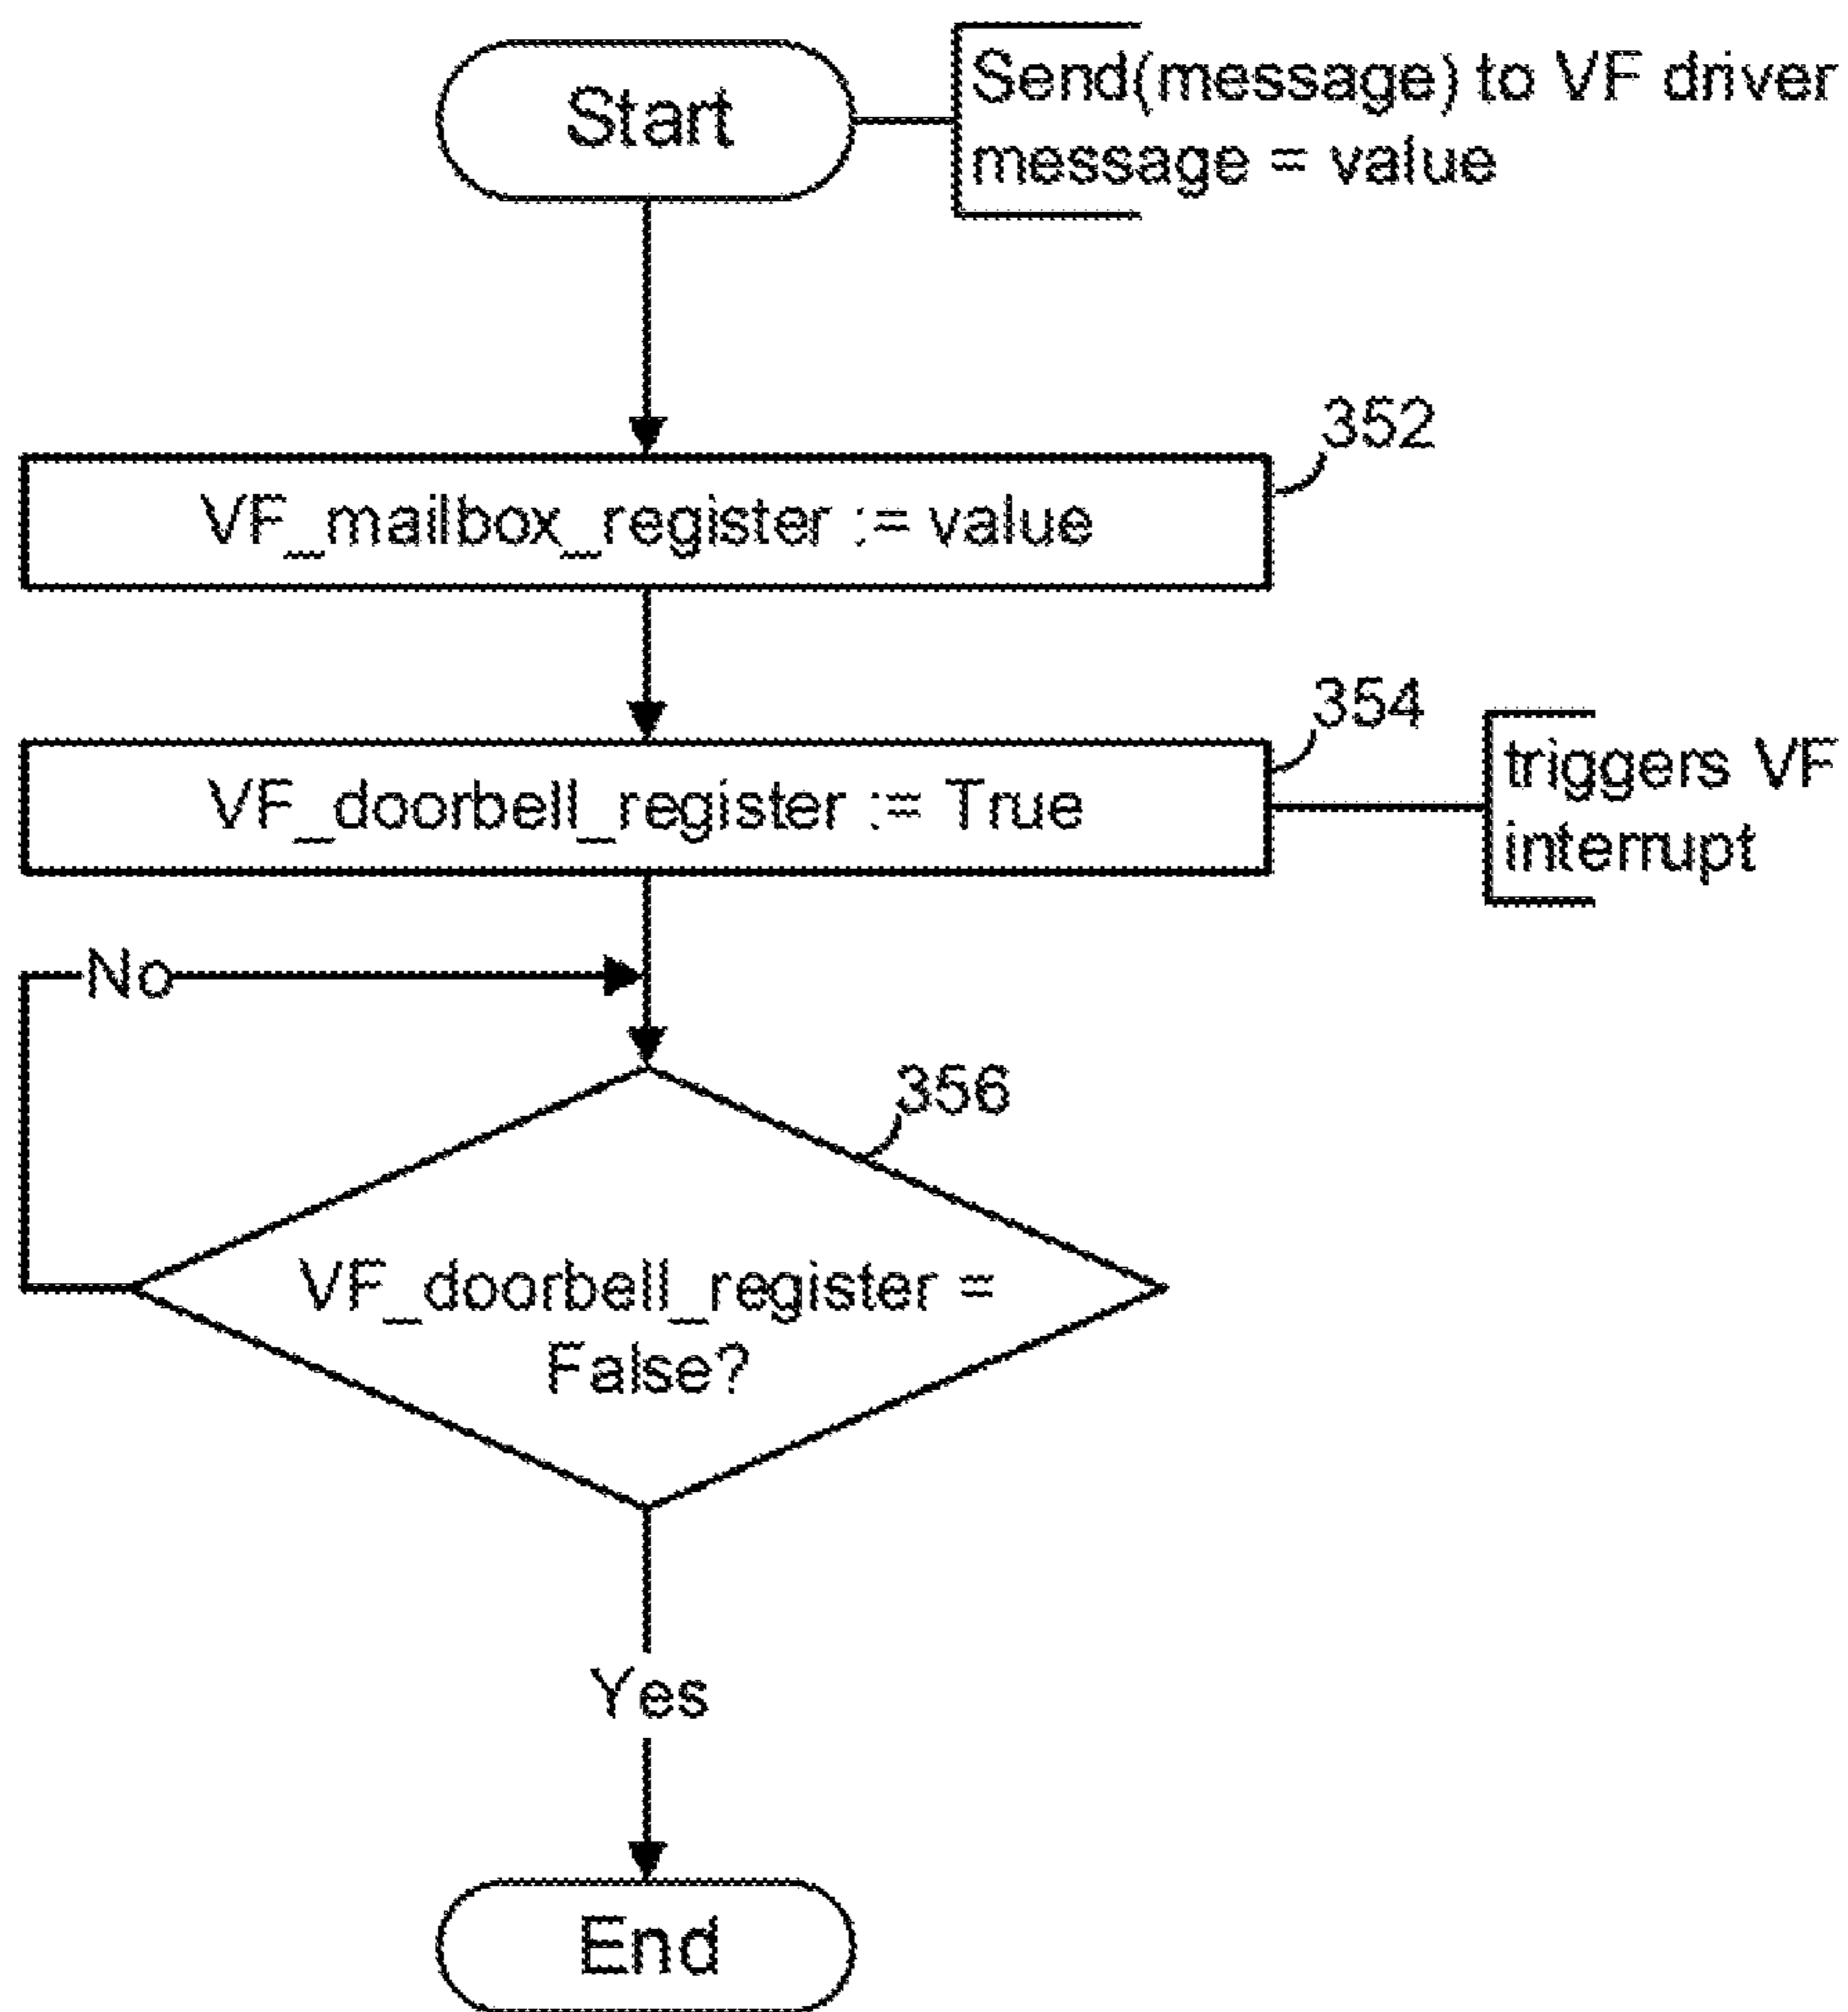 Start
Send(message) to VF driver
message = value
352
VF_mailbox_register := value
354
VF_doorbell_register := True
triggers VF
interrupt
No
356
VF_doorbell_register =
False?
Yes
End